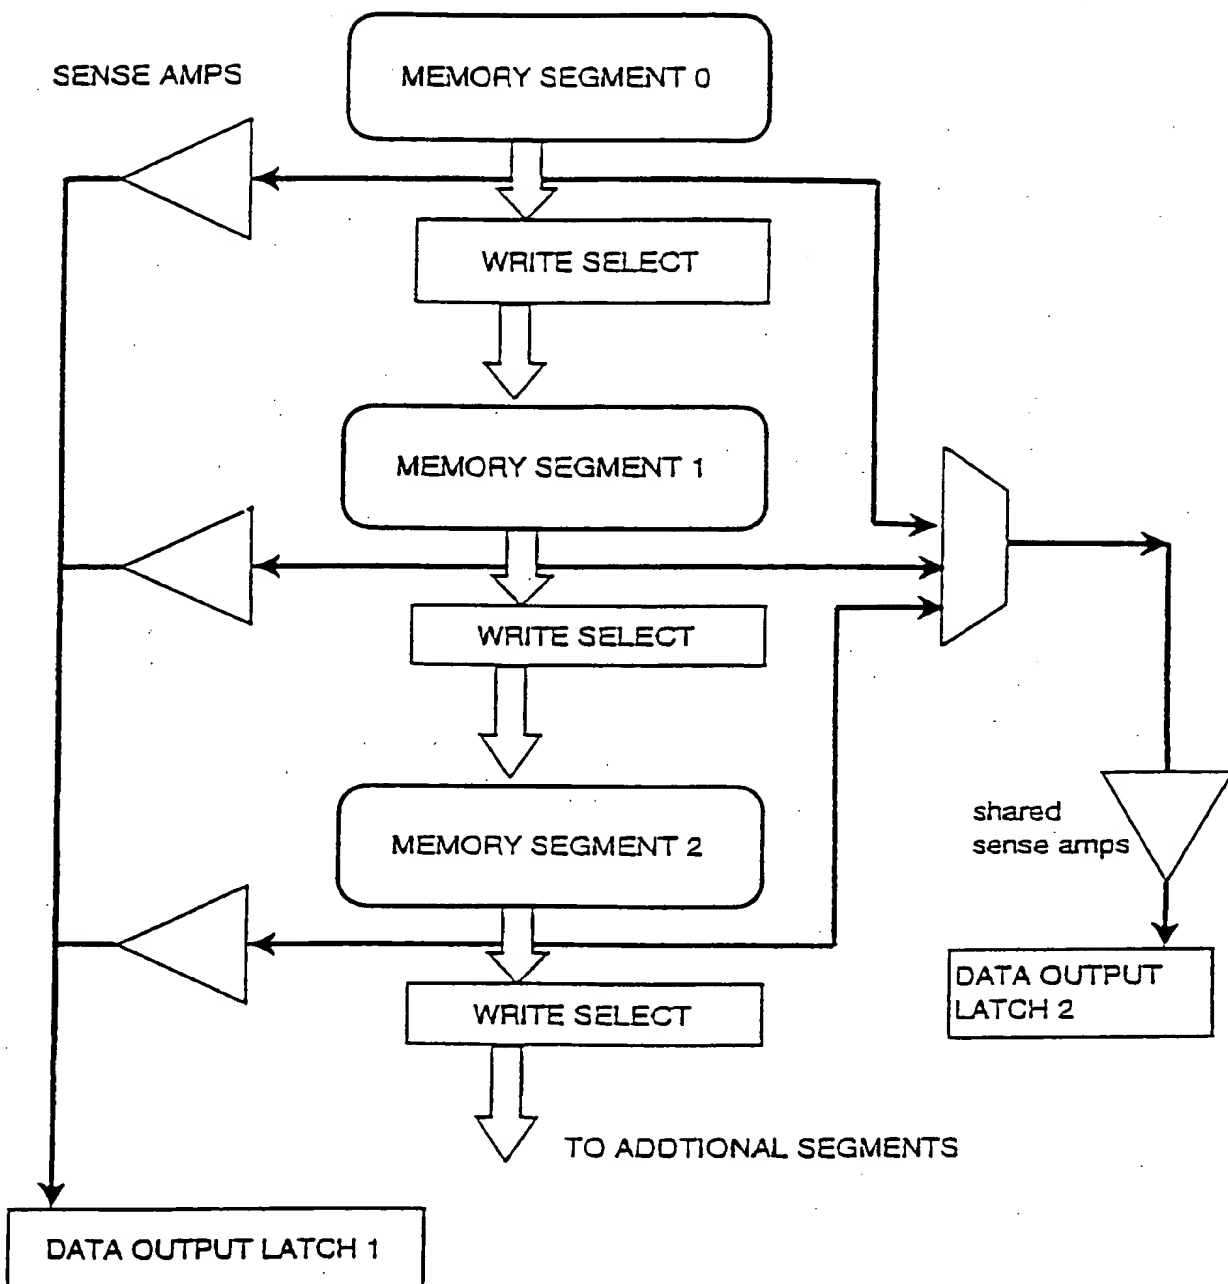 SENSE AMPS
MEMORY SEGMENT 0
WRITE SELECT
MEMORY SEGMENT 1
WRITE SELECT
MEMORY SEGMENT 2
shared
sense amps
WRITE SELECT
DATA OUTPUT
LATCH 2
TO ADDTIONAL SEGMENTS
DATA OUTPUT LATCH 1